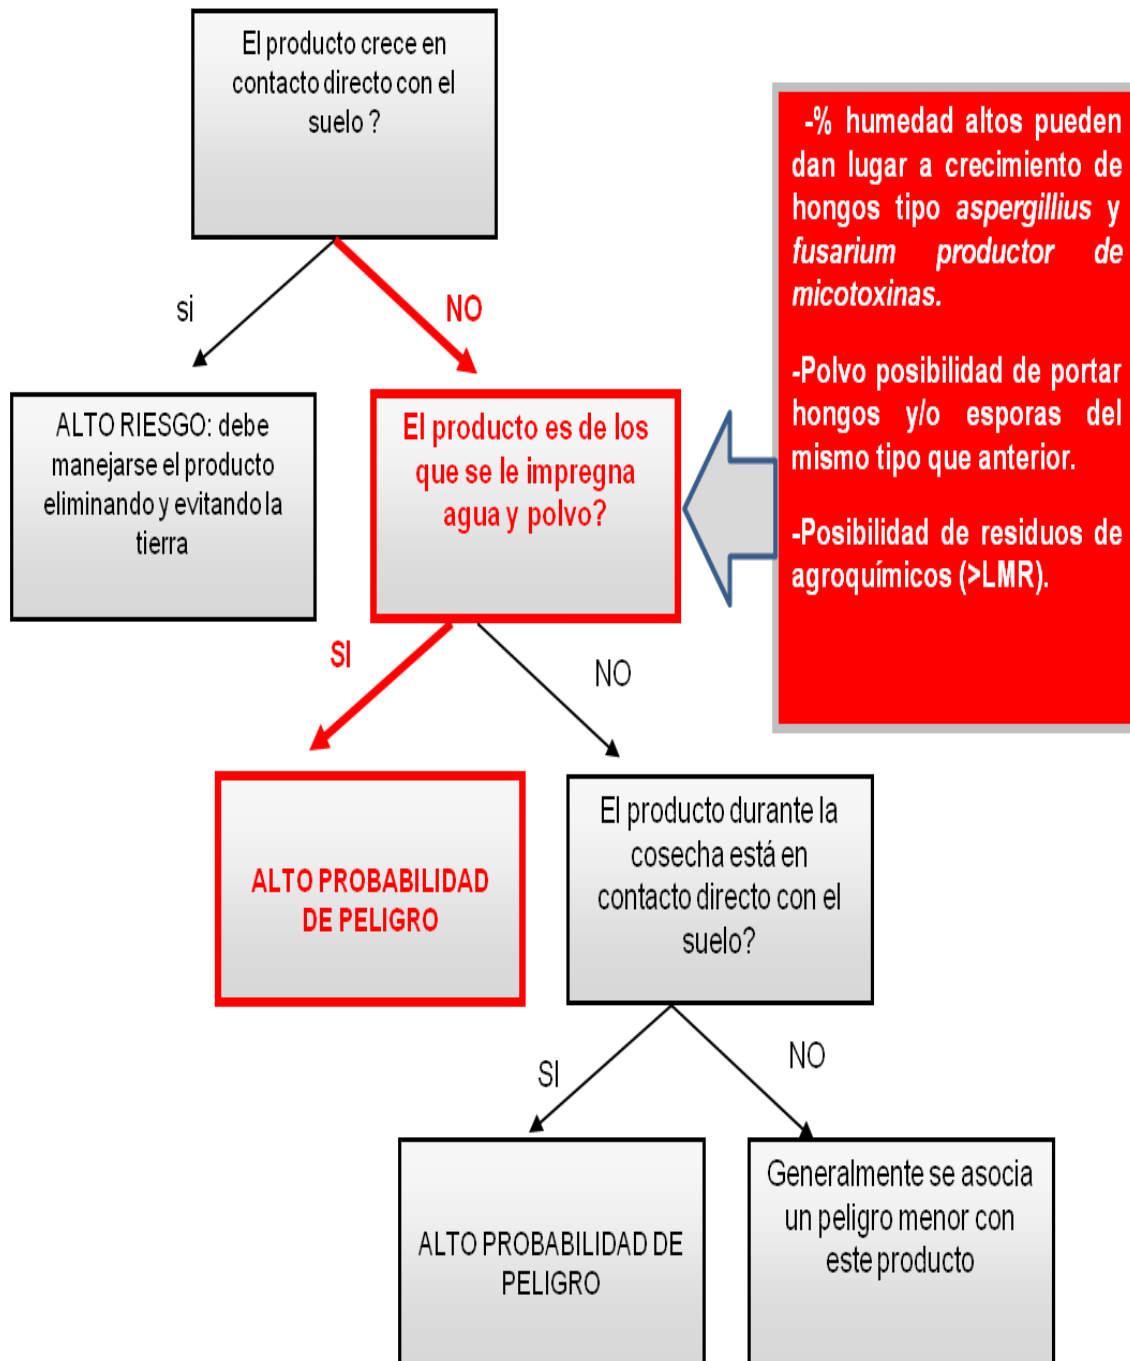 El producto crece en
contacto directo con el
suelo ?
si
NO
-% humedad altos pueden
dan lugar a crecimiento de
hongos tipo aspergillius y
fusarium productor de
micotoxinas.
-Polvo posibilidad de portar
hongos y/o esporas del
mismo tipo que anterior.
-Posibilidad de residuos de
agroquímicos (>LMR).
ALTO RIESGO: debe
manejarse el producto
eliminando y evitando la
tierra
El producto es de los
que se le impregna
agua y polvo?
SI
NO
ALTO PROBABILIDAD
DE PELIGRO
El producto durante la
cosecha está en
contacto directo con el
suelo?
SI
NO
ALTO PROBABILIDAD DE
PELIGRO
Generalmente se asocia
un peligro menor con
este producto